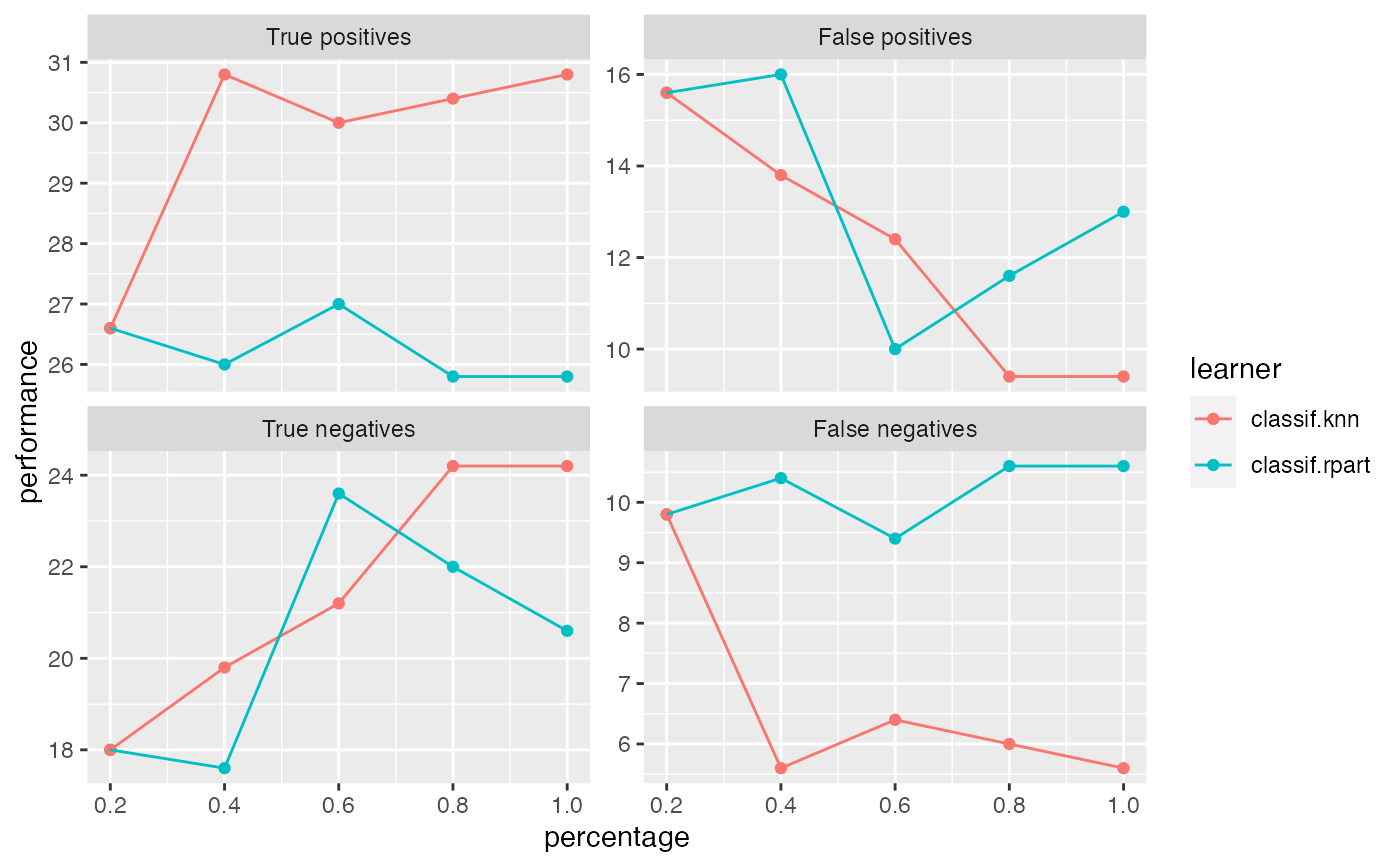 True positives
False positives
31
30
29
28
27
26
16
14
12
10
True negatives
False negatives
24
22
20
18
10
9
8
7
6
0.2 0.4 0.6 0.8 1.0
0.2 0.4 0.6 0.8 1.0
percentage
performance
learner
classif.knn
classif.rpart